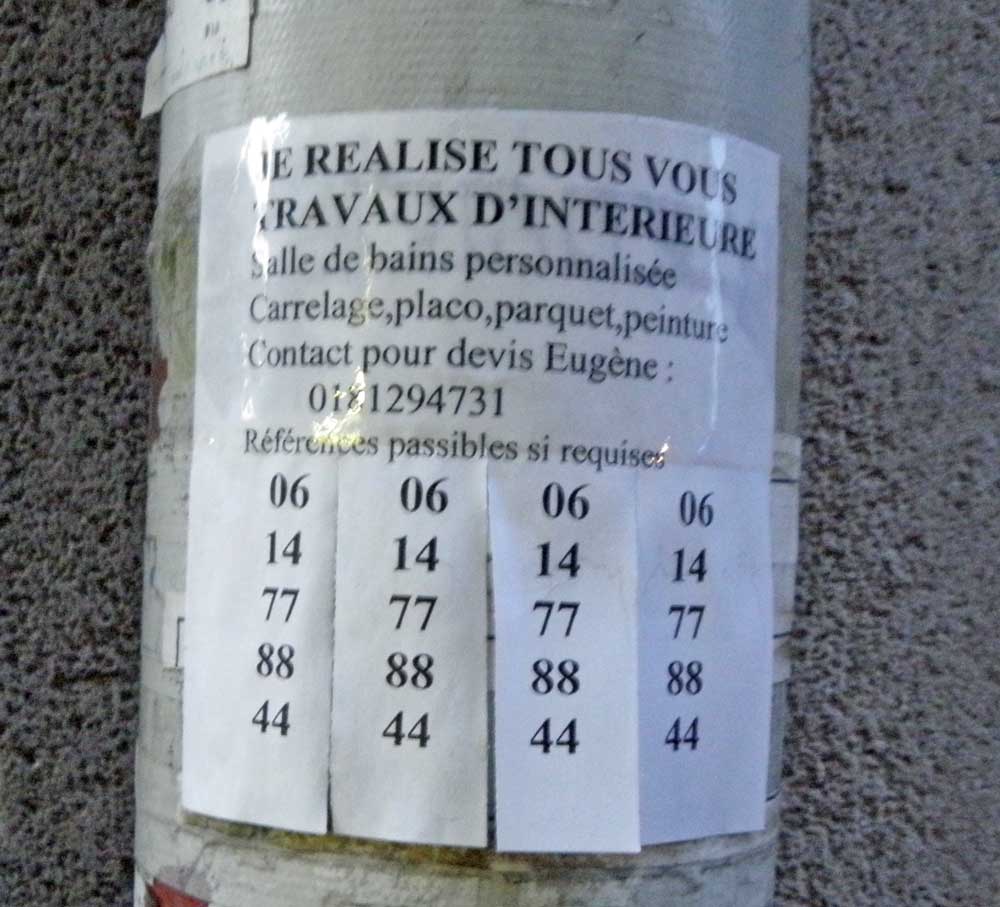 JE REALISE TOUS VOUS
TRAVAUX D'INTERIEURE
Salle de bains personnalisée
Carrelage,placo,parquet,peinture
Contact pour devis Eugène :
0181294731
Référénces passibles si requises
06 06 06 06
14 14 14 14
77 77 77 77
88 88 88 88
44 44 44 44